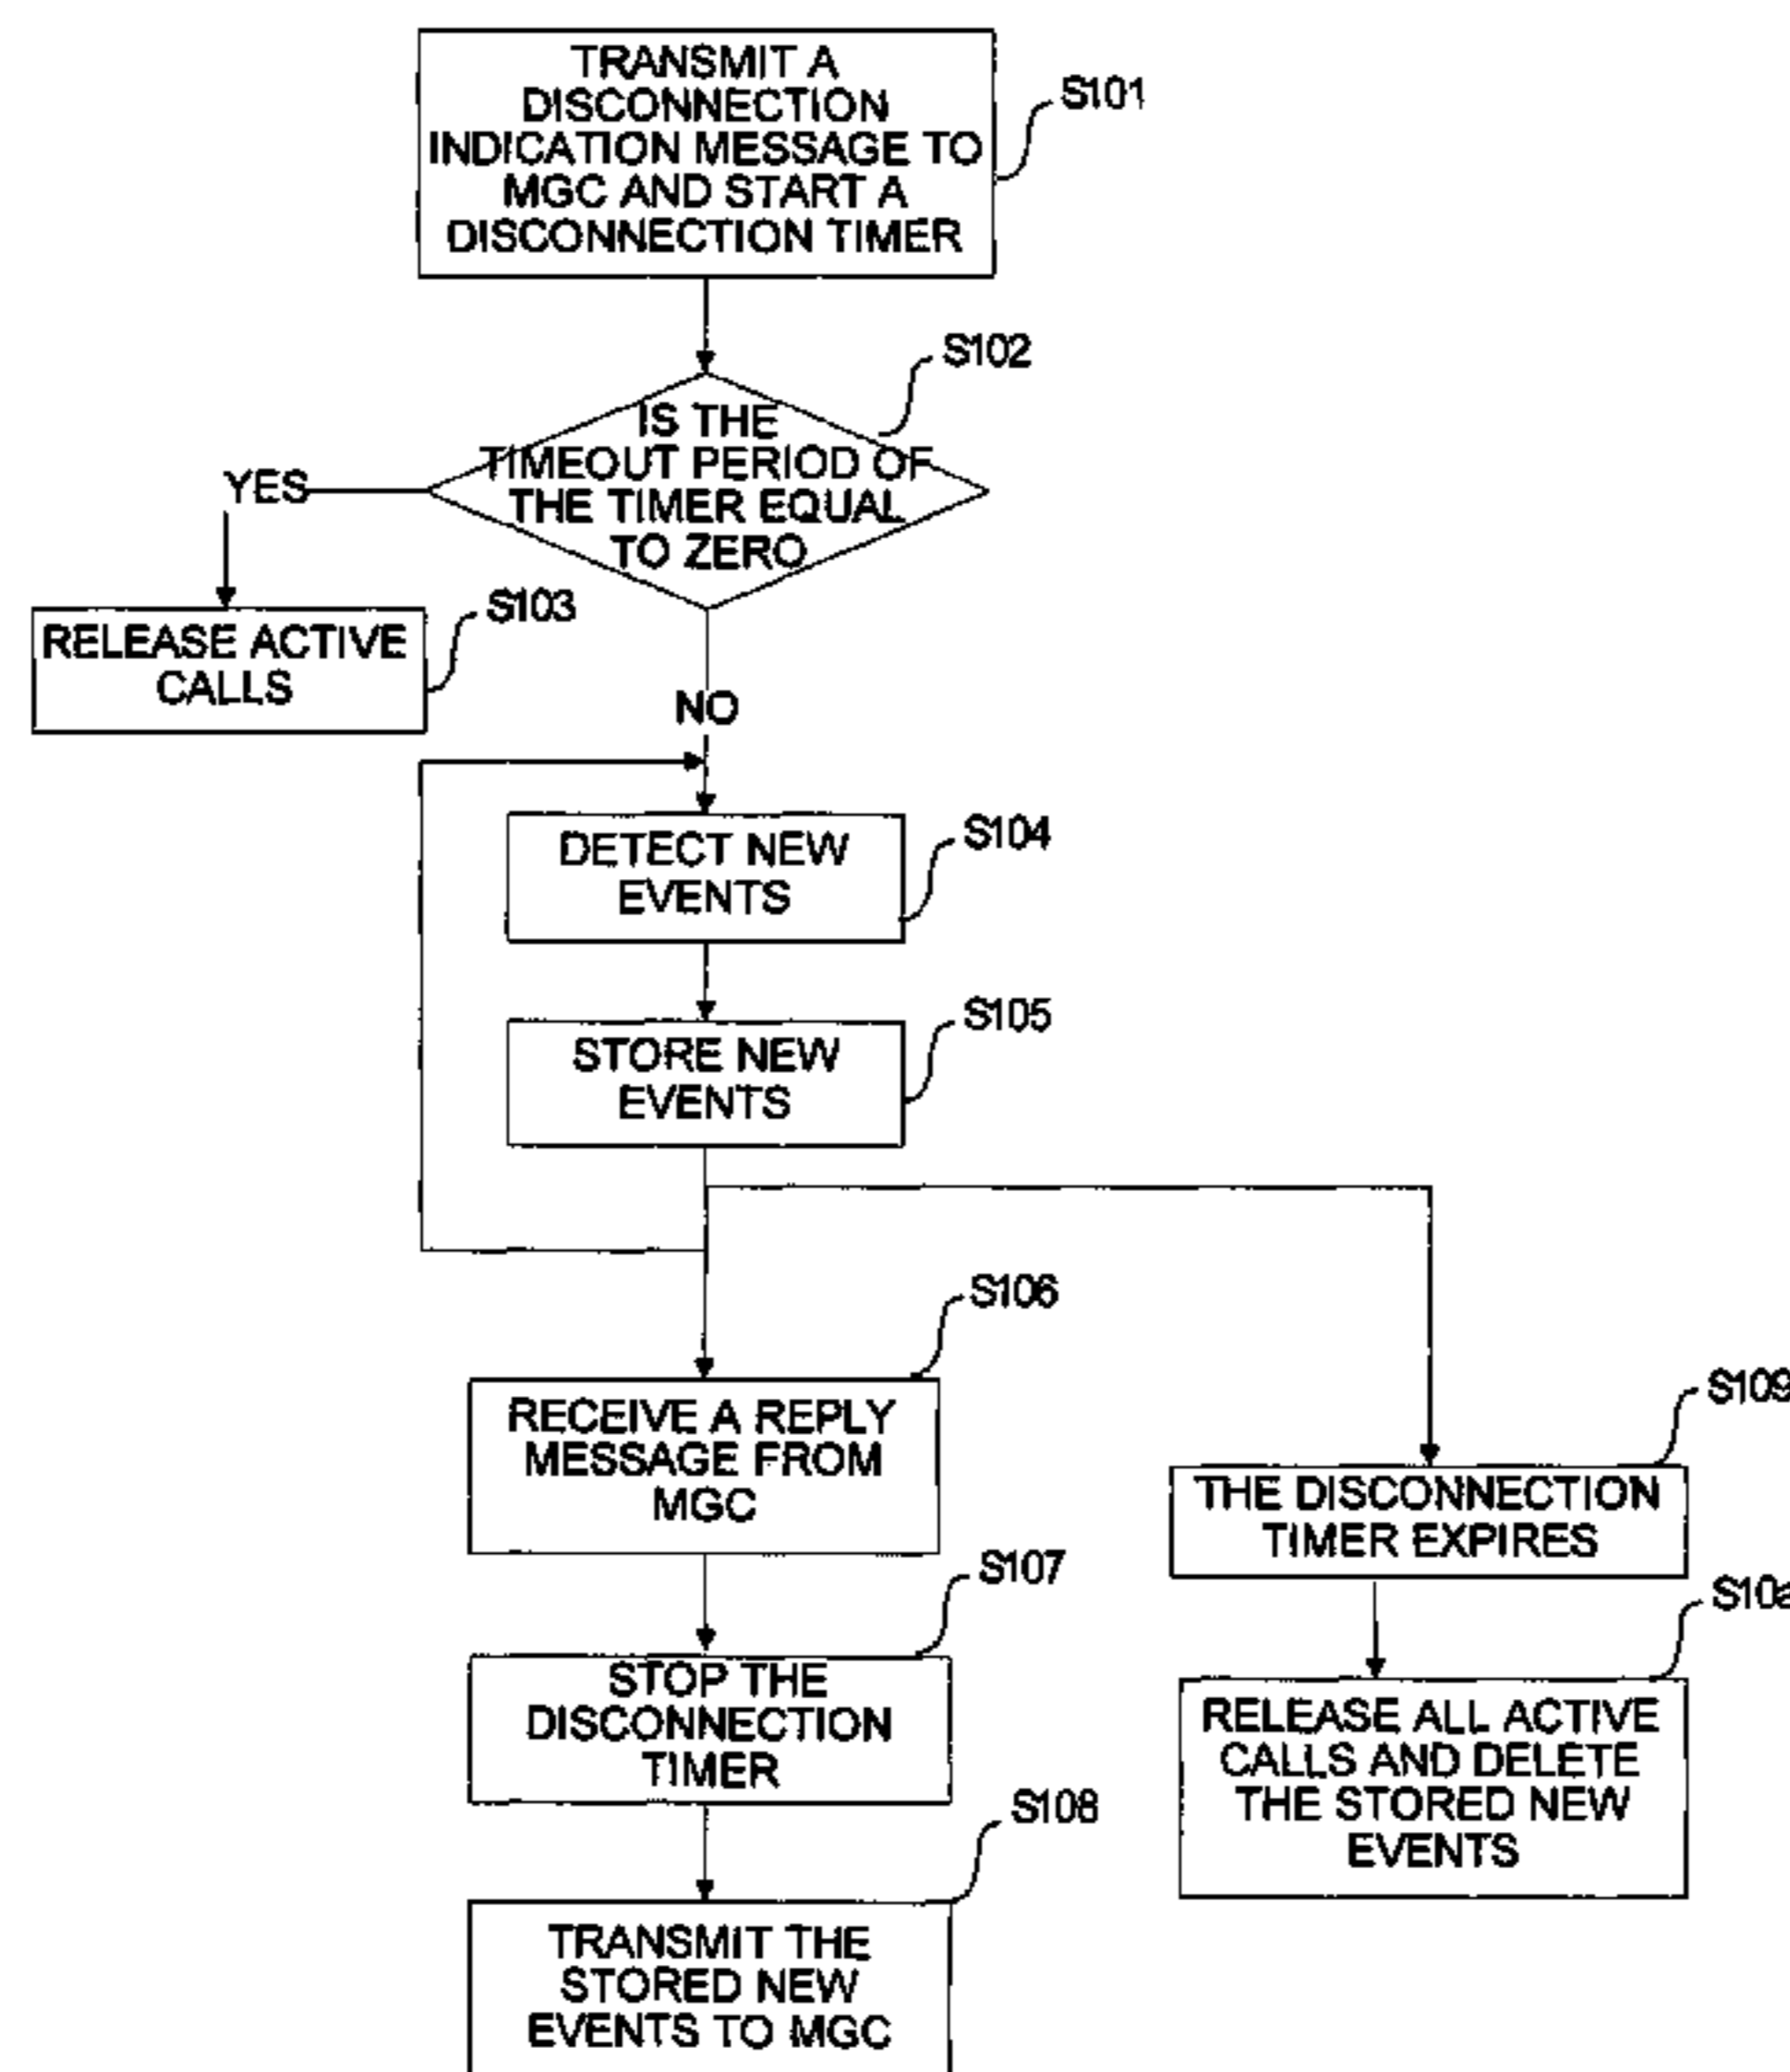 TRANSMIT A
DISCONNECTION
INDICATION MESSAGE TO
MGC AND START A
DISCONNECTION TIMER
S101
S102
IS THE
TIMEOUT PERIOD OF
THE TIMER EQUAL
TO ZERO
YES
S103
RELEASE ACTIVE
CALLS
NO
S104
DETECT NEW
EVENTS
S105
STORE NEW
EVENTS
S106
RECEIVE A REPLY
MESSAGE FROM
MGC
S109
THE DISCONNECTION
TIMER EXPIRES
S107
STOP THE
DISCONNECTION
TIMER
S10a
RELEASE ALL ACTIVE
CALLS AND DELETE
THE STORED NEW
EVENTS
S108
TRANSMIT THE
STORED NEW
EVENTS TO MGC